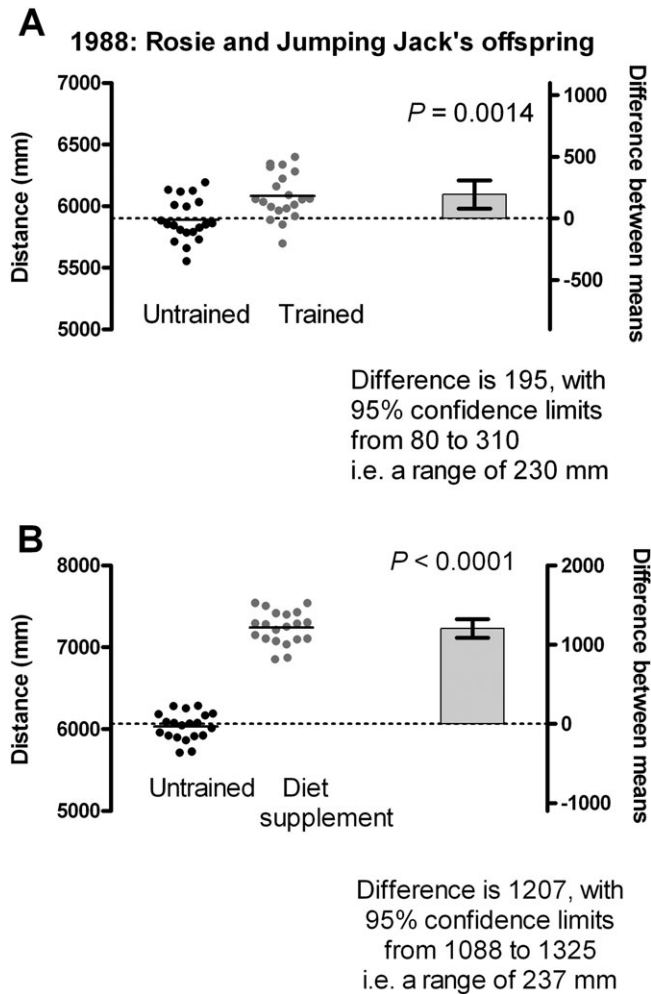 A
1988: Rosie and Jumping Jack's offspring
7000
6500
6000
5500
5000
Distance (mm)
Untrained
Trained
P = 0.0014
1000
500
0
-500
Difference between means
Difference is 195, with
95% confidence limits
from 80 to 310
i.e. a range of 230 mm
B
8000
7000
6000
5000
Distance (mm)
Untrained
Diet
supplement
P < 0.0001
2000
1000
0
-1000
Difference between means
Difference is 1207, with
95% confidence limits
from 1088 to 1325
i.e. a range of 237 mm